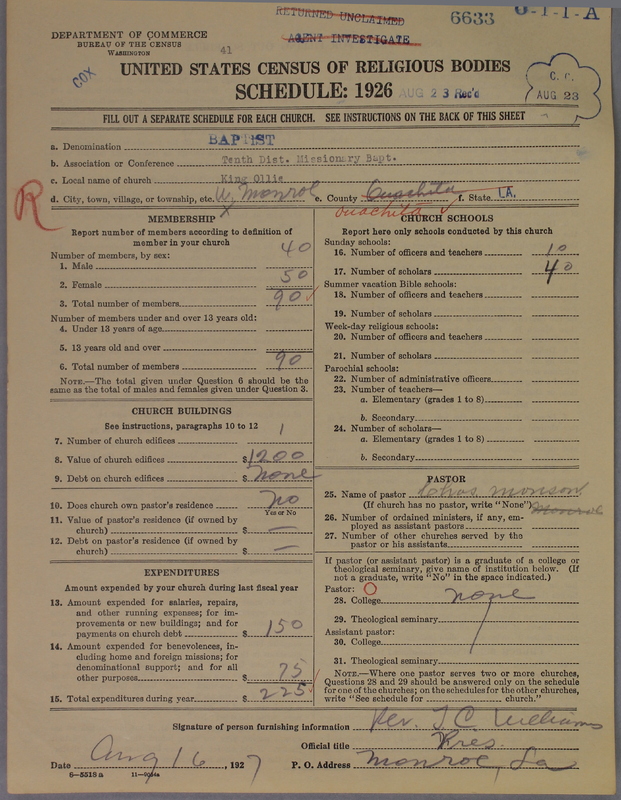 RETURNED UNCLAIMED
6633
AGENT INVESTIGATE
DEPARTMENT OF COMMERCE
BUREAU OF THE CENSUS
WASHINGTON
41
COX
UNITED STATES CENSUS OF RELIGIOUS BODIES
SCHEDULE: 1926
AUG 23 Rec'd
C. C.
AUG 23
FILL OUT A SEPARATE SCHEDULE FOR EACH CHURCH. SEE INSTRUCTIONS ON THE BACK OF THIS SHEET
a. Denomination BAPTIST
b. Association or Conference Tenth Dist. Missionary Bapt.
c. Local name of church King Ollie
d. City, town, village, or township, etc. W. Monroe e. County Ouachita f. State LA.
Ouachita
R
MEMBERSHIP
Report number of members according to definition of
member in your church
Number of members, by sex:
1. Male 40
2. Female 50
3. Total number of members 90
Number of members under and over 13 years old:
4. Under 13 years of age
5. 13 years old and over
6. Total number of members 90
NOTE.—The total given under Question 6 should be the
same as the total of males and females given under Question 3.
CHURCH BUILDINGS
See instructions, paragraphs 10 to 12
7. Number of church edifices 1
8. Value of church edifices $1200
9. Debt on church edifices $ none
10. Does church own pastor's residence no
Yes or No
11. Value of pastor's residence (if owned by
church) $ —
12. Debt on pastor's residence (if owned by
church) $ —
EXPENDITURES
Amount expended by your church during last fiscal year
13. Amount expended for salaries, repairs,
and other running expenses; for im-
provements or new buildings; and for
payments on church debt $ 150
14. Amount expended for benevolences, in-
cluding home and foreign missions; for
denominational support; and for all
other purposes $ 75
15. Total expenditures during year $ 225
CHURCH SCHOOLS
Report here only schools conducted by this church
Sunday schools:
16. Number of officers and teachers 10
17. Number of scholars 40
Summer vacation Bible schools:
18. Number of officers and teachers
19. Number of scholars
Week-day religious schools:
20. Number of officers and teachers
21. Number of scholars
Parochial schools:
22. Number of administrative officers
23. Number of teachers—
a. Elementary (grades 1 to 8)
b. Secondary
24. Number of scholars—
a. Elementary (grades 1 to 8)
b. Secondary
PASTOR
25. Name of pastor Chas monson
(If church has no pastor, write "None") Monroe
26. Number of ordained ministers, if any, em-
ployed as assistant pastors
27. Number of other churches served by the
pastor or his assistants
If pastor (or assistant pastor) is a graduate of a college or
theological seminary, give name of institution below. (If
not a graduate, write "No" in the space indicated.)
Pastor:
28. College none
29. Theological seminary
Assistant pastor:
30. College
31. Theological seminary
NOTE.—Where one pastor serves two or more churches,
Questions 28 and 29 should be answered only on the schedule
for one of the churches; on the schedules for the other churches,
write "See schedule for church."
Signature of person furnishing information Rev. T C Williams
Official title Pres.
Date Aug 16, 1927 P. O. Address Monroe, La
6—5518 a 11—9054a